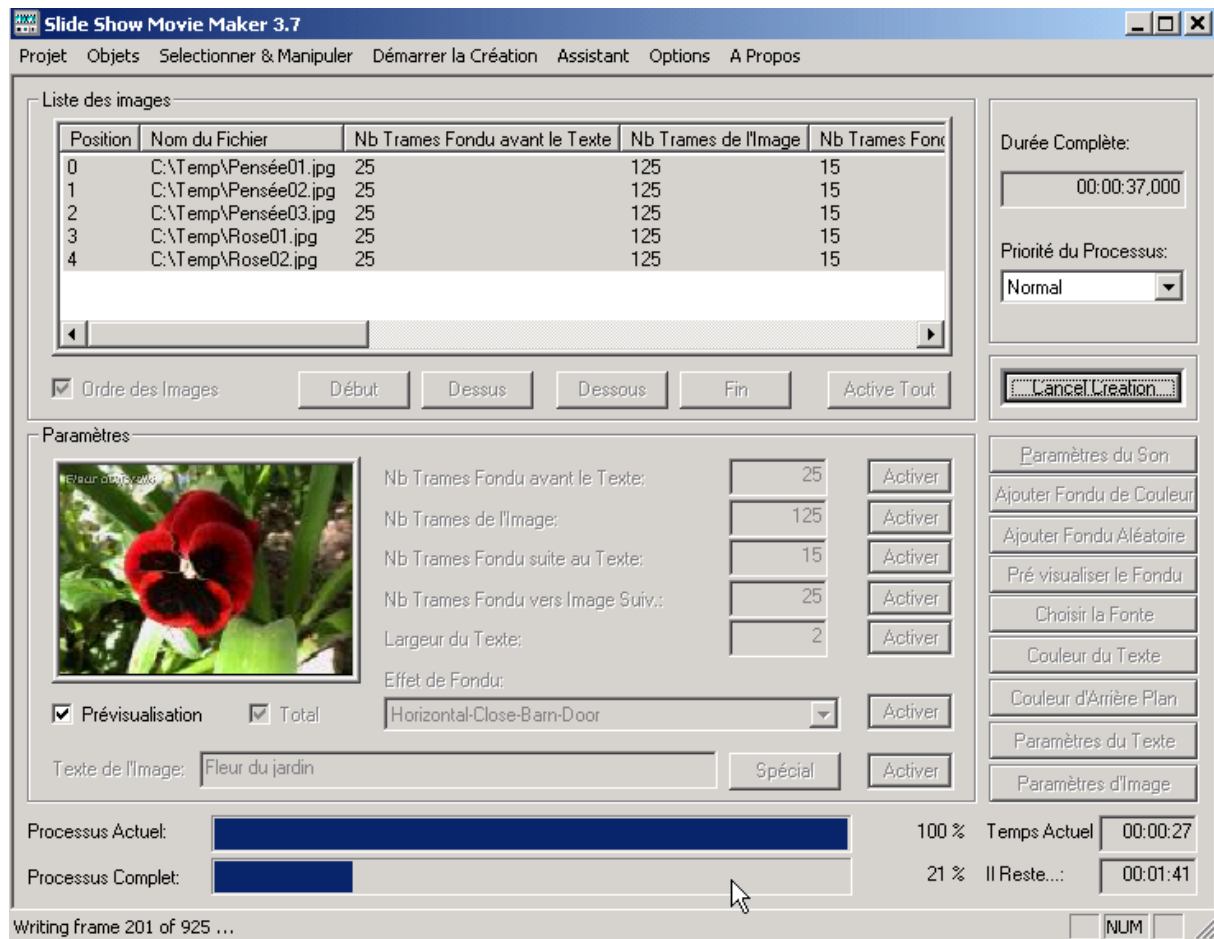 Slide Show Movie Maker 3.7
Projet Objets Selectionner & Manipuler Démarrer la Création Assistant Options A Propos
Liste des images
Position Nom du Fichier Nb Trames Fondu avant le Texte Nb Trames de l'Image Nb Trames Fond
0 C:\Temp\Pensée01.jpg 25 125 15
1 C:\Temp\Pensée02.jpg 25 125 15
2 C:\Temp\Pensée03.jpg 25 125 15
3 C:\Temp\Rose01.jpg 25 125 15
4 C:\Temp\Rose02.jpg 25 125 15
Ordre des Images Début Dessus Dessous Fin Active Tout
Durée Complète:
00:00:37,000
Priorité du Processus:
Normal
Cancel Creation
Paramètres
Fleur du
Nb Trames Fondu avant le Texte: 25 Activer
Nb Trames de l'Image: 125 Activer
Nb Trames Fondu suite au Texte: 15 Activer
Nb Trames Fondu vers Image Suiv.: 25 Activer
Largeur du Texte: 2 Activer
Effet de Fondu:
Prévisualisation Total Horizontal-Close-Barn-Door Activer
Texte de l'Image: Fleur du jardin Spécial Activer
Paramètres du Son
Ajouter Fondu de Couleur
Ajouter Fondu Aléatoire
Pré visualiser le Fondu
Choisir la Fonte
Couleur du Texte
Couleur d'Arrière Plan
Paramètres du Texte
Paramètres d'Image
Processus Actuel: 100 % Temps Actuel 00:00:27
Processus Complet: 21 % Il Reste...: 00:01:41
Writing frame 201 of 925 ... NUM